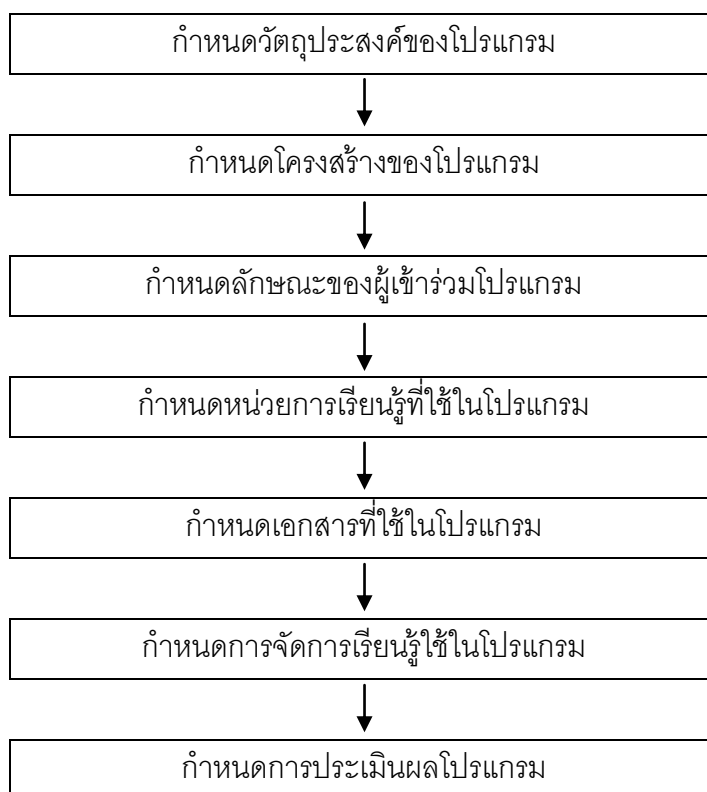 กำหนดวัตถุประสงค์ของโปรแกรม
กำหนดโครงสร้างของโปรแกรม
กำหนดลักษณะของผู้เข้าร่วมโปรแกรม
กำหนดหน่วยการเรียนรู้ที่ใช้ในโปรแกรม
กำหนดเอกสารที่ใช้ในโปรแกรม
กำหนดการจัดการเรียนรู้ใช้ในโปรแกรม
กำหนดการประเมินผลโปรแกรม